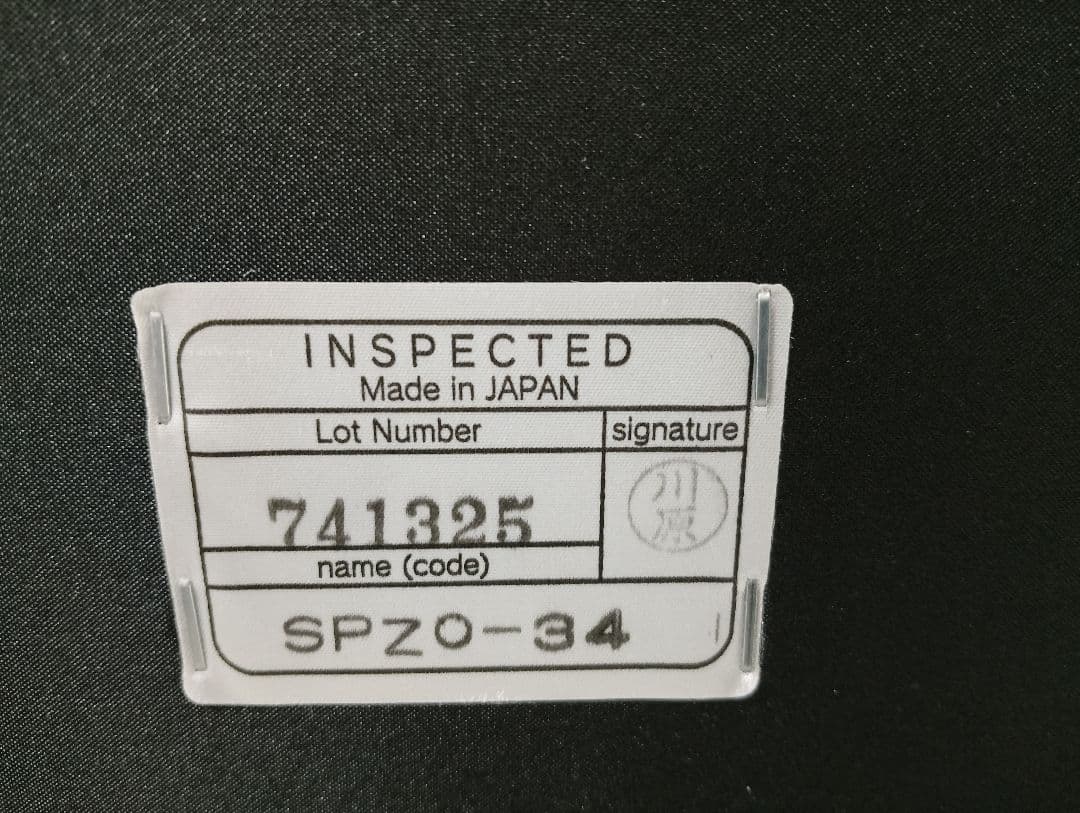 INSPECTED
Made in JAPAN
Lot Number
signature
741325
川原
name (code)
SPZO-34